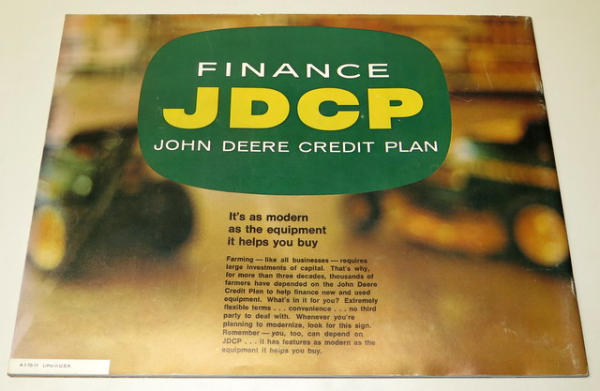 FINANCE
JDCP
JOHN DEERE CREDIT PLAN
It's as modern
as the equipment
it helps you buy
Farming — like all businesses — requires
large investments of capital. That's why,
for more than three decades, thousands of
farmers have depended on the John Deere
Credit Plan to help finance new and used
equipment. What's in it for you? Extremely
flexible terms . . . convenience . . . no third
party to deal with. Whenever you're
planning to modernize, look for this sign.
Remember — you, too, can depend on
JDCP . . . it has features as modern as the
equipment it helps you buy.